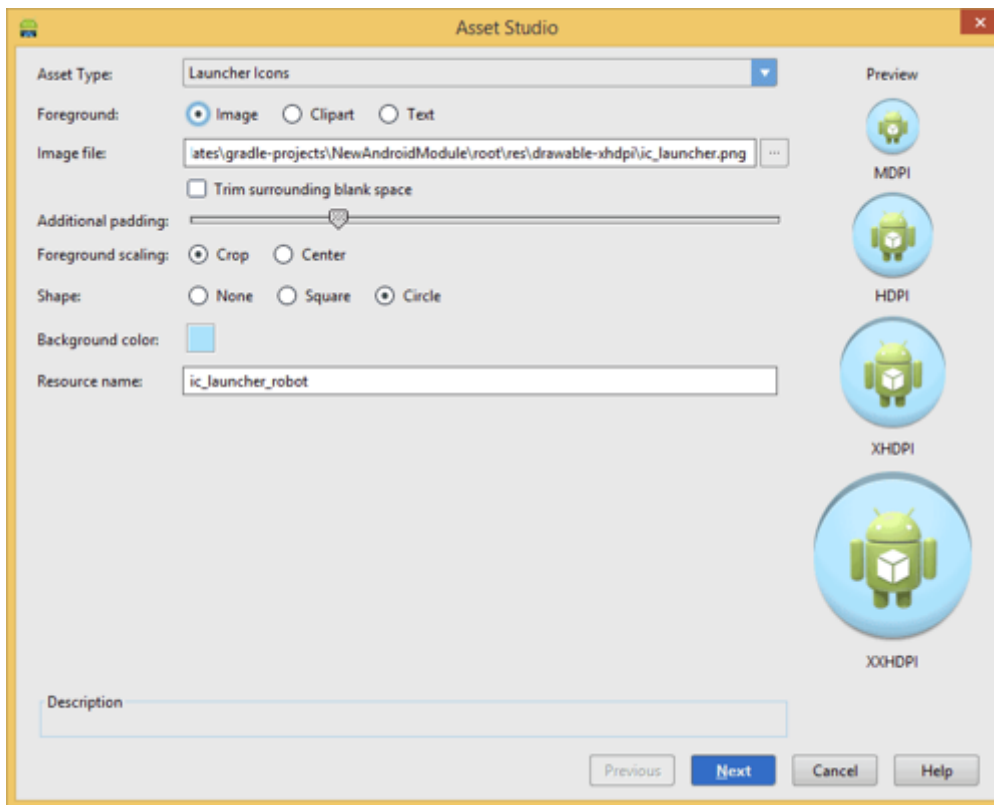 Asset Studio
Asset Type: Launcher Icons
Preview
Foreground: Image Clipart Text
Image file: ates\gradle-projects\NewAndroidModule\root\res\drawable-xhdpi\ic_launcher.png ...
MDPI
Trim surrounding blank space
Additional padding:
Foreground scaling: Crop Center
Shape: None Square Circle
HDPI
Background color:
Resource name: ic_launcher_robot
XHDPI
XXHDPI
Description
Previous Next Cancel Help